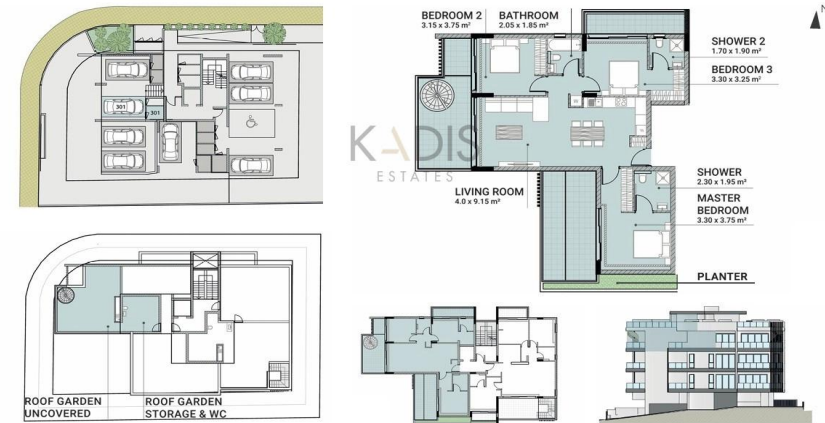 301
301
ROOF GARDEN
UNCOVERED
ROOF GARDEN
STORAGE & WC
BEDROOM 2
3.15 x 3.75 m²
BATHROOM
2.05 x 1.85 m²
SHOWER 2
1.70 x 1.90 m²
BEDROOM 3
3.30 x 3.25 m²
KADIS
ESTATES
LIVING ROOM
4.0 x 9.15 m²
SHOWER
2.30 x 1.95 m²
MASTER
BEDROOM
3.30 x 3.75 m²
PLANTER
N